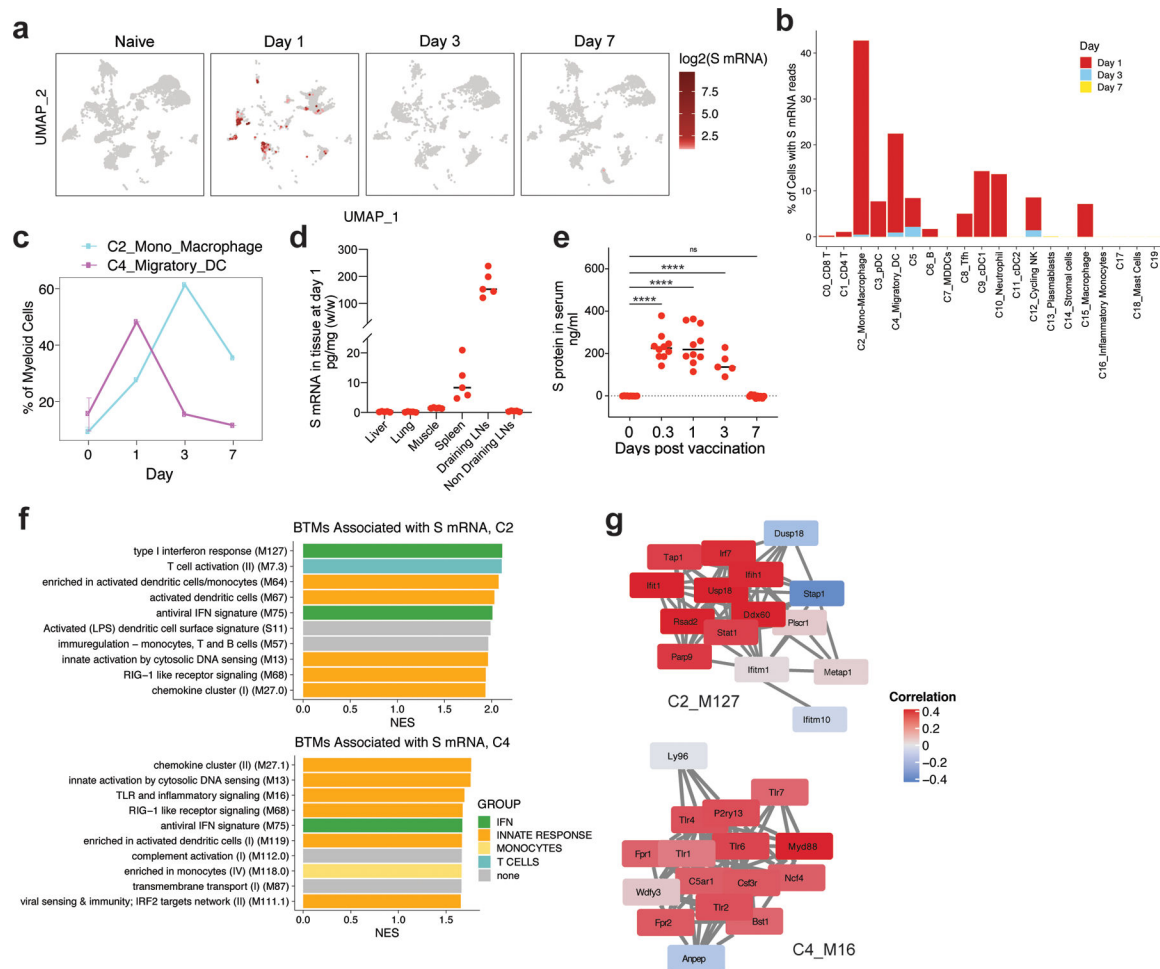 a
Naive
Day 1
Day 3
Day 7
log2(S mRNA)
7.5
5.0
2.5
UMAP_2
UMAP_1
b
% of Cells with S mRNA reads
40
30
20
10
0
Day
Day 1
Day 3
Day 7
C0_CD8 T
C1_CD4 T
C2_Mono-Macrophage
C3_pDC
C4_Migratory_DC
C5
C6_B
C7_MDDCs
C8_Tfh
C9_cDC1
C10_Neutrophil
C11_cDC2
C12_Cycling NK
C13_Plasmablasts
C14_Stromal cells
C15_Macrophage
C16_Inflammatory Monocytes
C17
C18_Mast Cells
C19
c
C2_Mono_Macrophage
C4_Migratory_DC
% of Myeloid Cells
60
40
20
0
1
3
7
Day
d
S mRNA in tissue at day 1
pg/mg (w/w)
300
200
100
20
10
0
Liver
Lung
Muscle
Spleen
Draining LNs
Non Draining LNs
e
S protein in serum
ng/ml
600
400
200
0
ns
****
****
****
0
0.3
1
3
7
Days post vaccination
f
BTMs Associated with S mRNA, C2
type I interferon response (M127)
T cell activation (II) (M7.3)
enriched in activated dendritic cells/monocytes (M64)
activated dendritic cells (M67)
antiviral IFN signature (M75)
Activated (LPS) dendritic cell surface signature (S11)
immuregulation - monocytes, T and B cells (M57)
innate activation by cytosolic DNA sensing (M13)
RIG-1 like receptor signaling (M68)
chemokine cluster (I) (M27.0)
0.0
0.5
1.0
1.5
2.0
NES
BTMs Associated with S mRNA, C4
chemokine cluster (II) (M27.1)
innate activation by cytosolic DNA sensing (M13)
TLR and inflammatory signaling (M16)
RIG-1 like receptor signaling (M68)
antiviral IFN signature (M75)
enriched in activated dendritic cells (I) (M119)
complement activation (I) (M112.0)
enriched in monocytes (IV) (M118.0)
transmembrane transport (I) (M87)
viral sensing & immunity; IRF2 targets network (II) (M111.1)
0.0
0.5
1.0
1.5
NES
GROUP
IFN
INNATE RESPONSE
MONOCYTES
T CELLS
none
g
Dusp18
Tap1
Irf7
Ifit1
Ifih1
Usp18
Stap1
Rsad2
Ddx60
Plscr1
Stat1
Parp9
Ifitm1
Metap1
Ifitm10
C2_M127
Correlation
0.4
0.2
0
−0.2
−0.4
Ly96
Tlr7
P2ry13
Tlr4
Fpr1
Tlr1
Tlr6
Myd88
C5ar1
Csf3r
Ncf4
Wdfy3
Tlr2
Fpr2
Bst1
Anpep
C4_M16